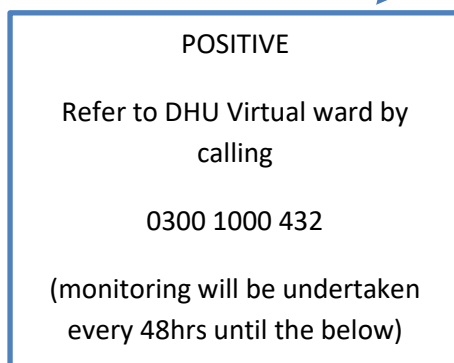 POSITIVE
Refer to DHU Virtual ward by
calling
0300 1000 432
(monitoring will be undertaken
every 48hrs until the below)